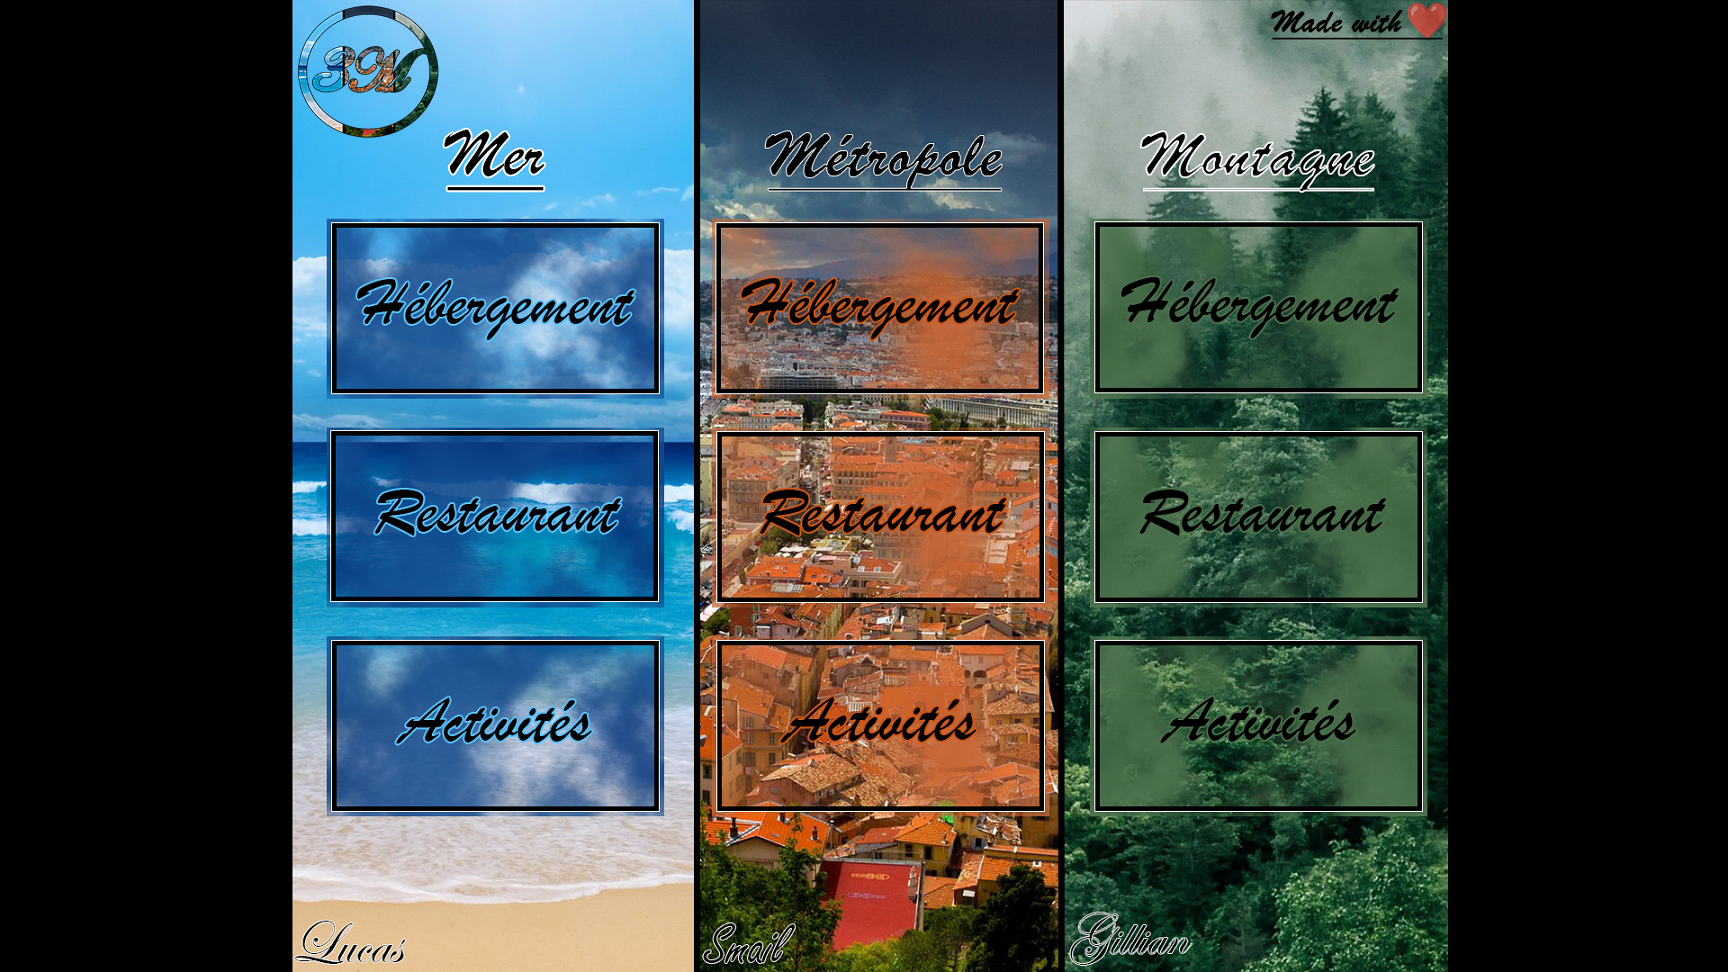 3M
Made with
Mer
Métropole
Montagne
Hébergement
Hébergement
Hébergement
Restaurant
Restaurant
Restaurant
Activités
Activités
Activités
Lucas
Smail
Gillian